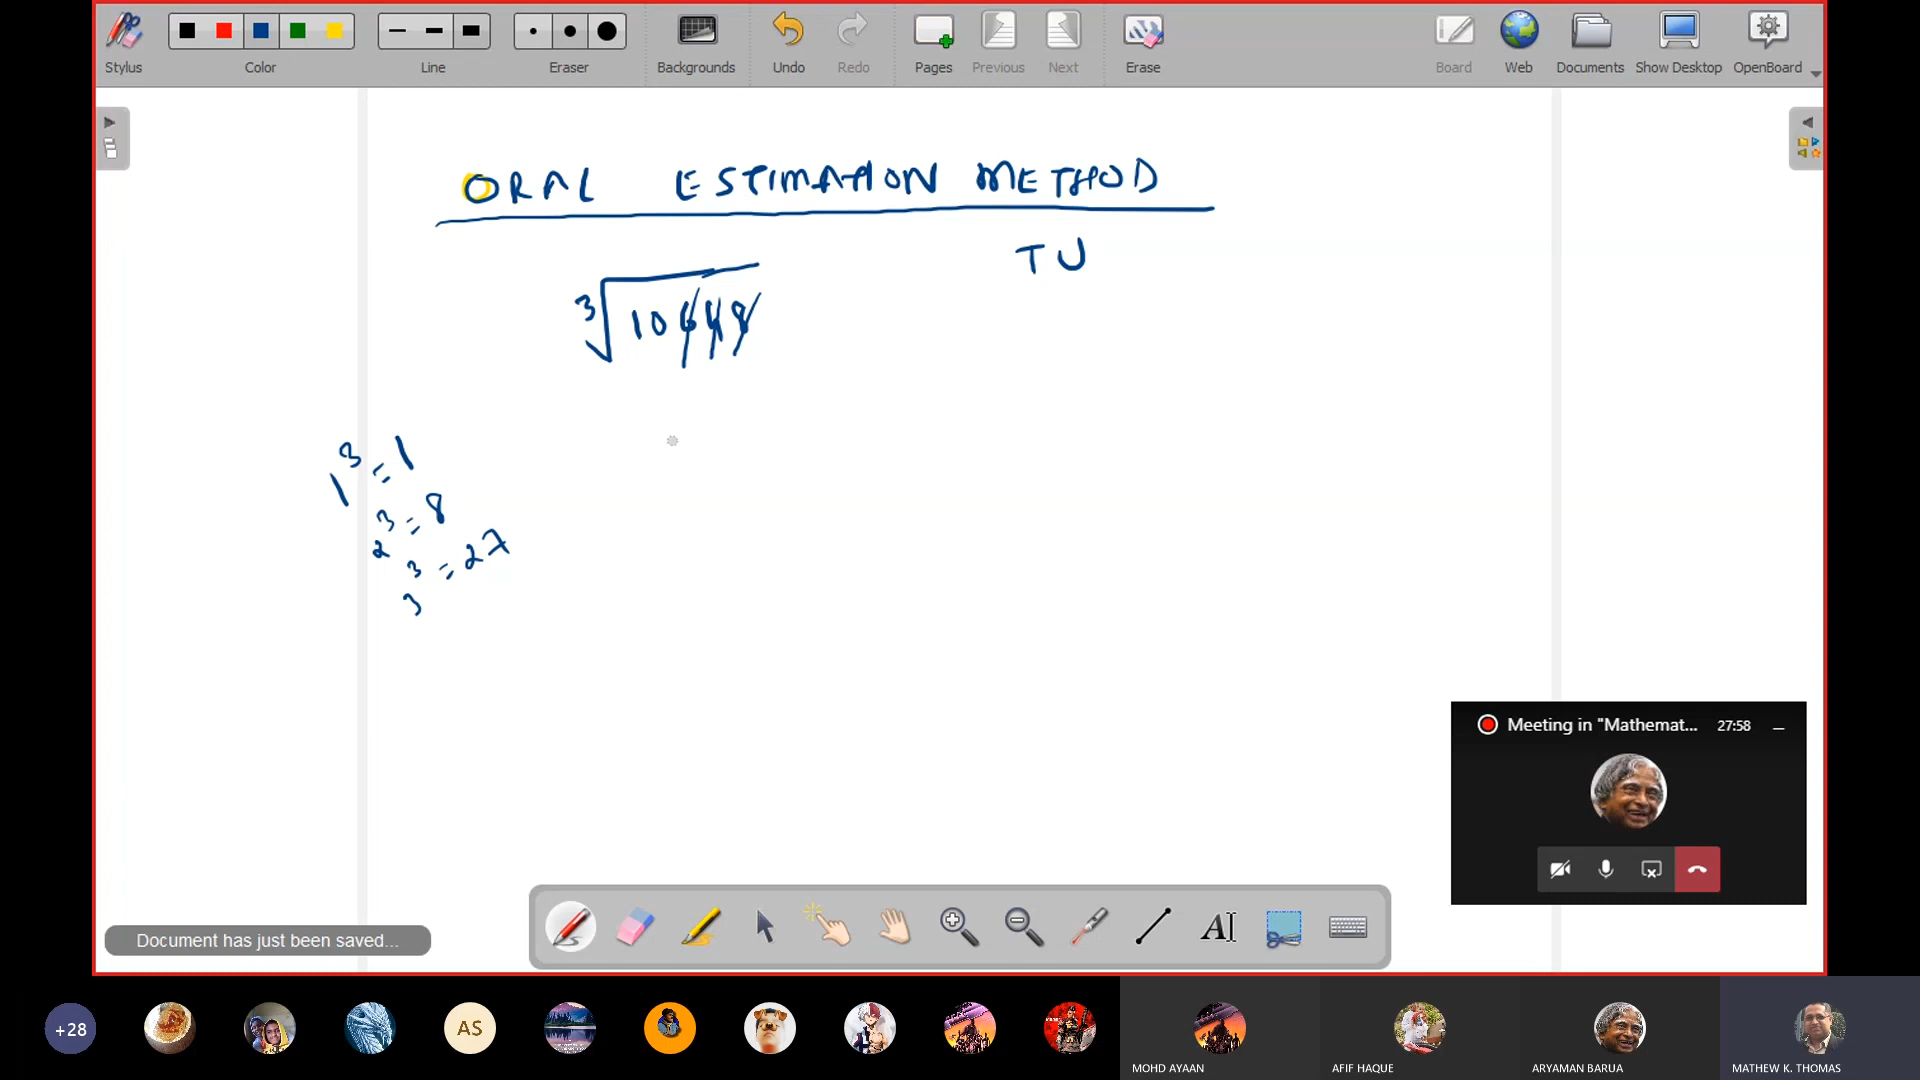 Stylus Color Line Eraser Backgrounds Undo Redo Pages Previous Next Erase Board Web Documents Show Desktop OpenBoard
ORAL ESTIMATION METHOD
T U
3√10648
1³ = 1
2³ = 8
3³ = 27
Meeting in "Mathemat... 27:58
Document has just been saved...
AI
+28 AS
MOHD AYAAN AFIF HAQUE ARYAMAN BARUA MATHEW K. THOMAS